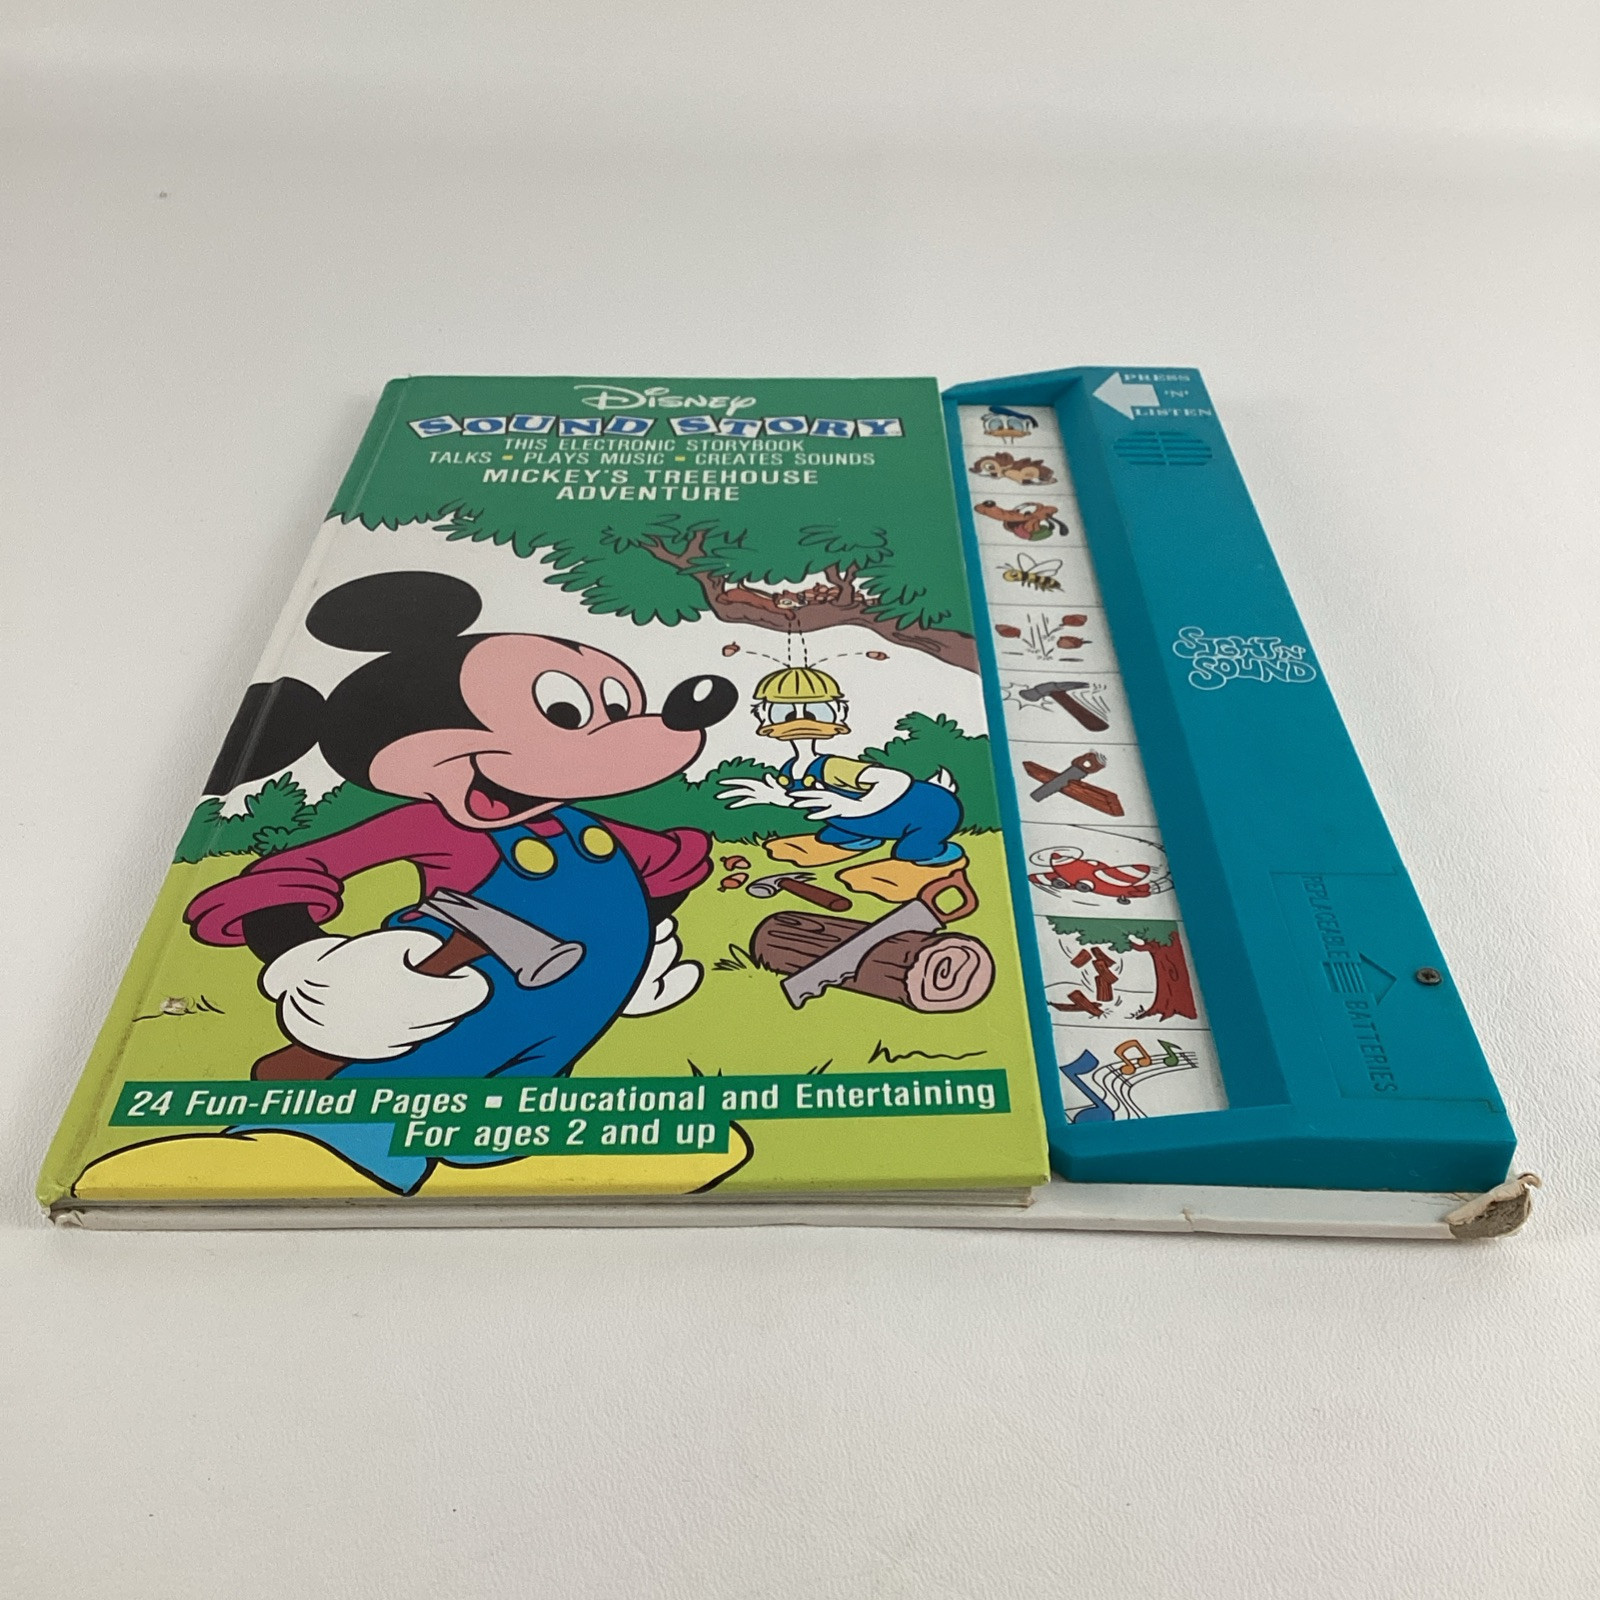 Disney
SOUND STORY
THIS ELECTRONIC STORYBOOK
TALKS ▪ PLAYS MUSIC ▪ CREATES SOUNDS
MICKEY'S TREEHOUSE
ADVENTURE
24 Fun-Filled Pages ▪ Educational and Entertaining
For ages 2 and up
PRESS
'N'
LISTEN
SIGHT 'N'
SOUND
REPLACEABLE BATTERIES